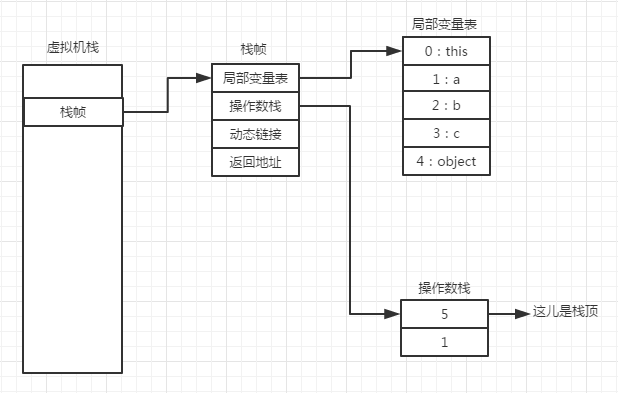 虚拟机栈
栈帧
栈帧
局部变量表
操作数栈
动态链接
返回地址
局部变量表
0：this
1：a
2：b
3：c
4：object
操作数栈
5
1
这儿是栈顶